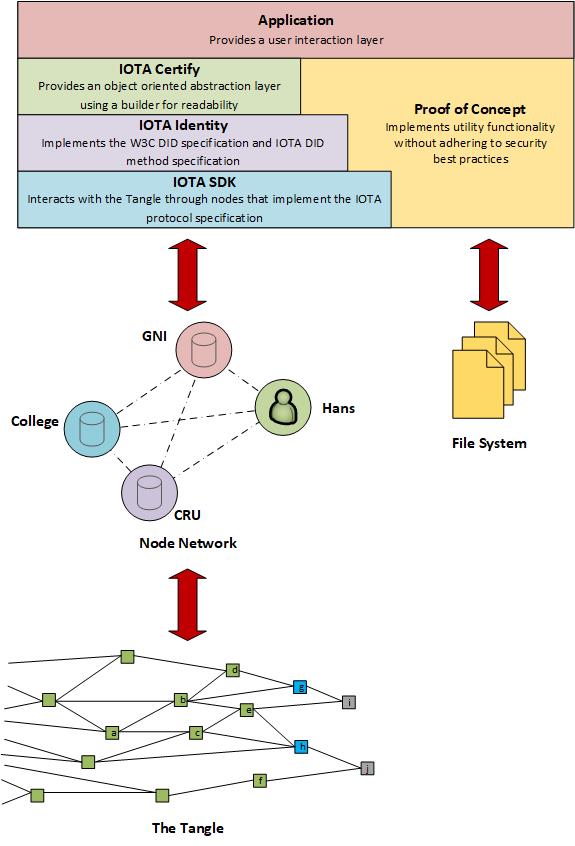 Application
Provides a user interaction layer
IOTA Certify
Provides an object oriented abstraction layer
using a builder for readability
IOTA Identity
Implements the W3C DID specification and IOTA DID
method specification
IOTA SDK
Interacts with the Tangle through nodes that implement the IOTA
protocol specification
Proof of Concept
Implements utility functionality
without adhering to security
best practices
GNI
College
Hans
CRU
Node Network
File System
d
g
b
i
e
a
c
h
j
f
The Tangle